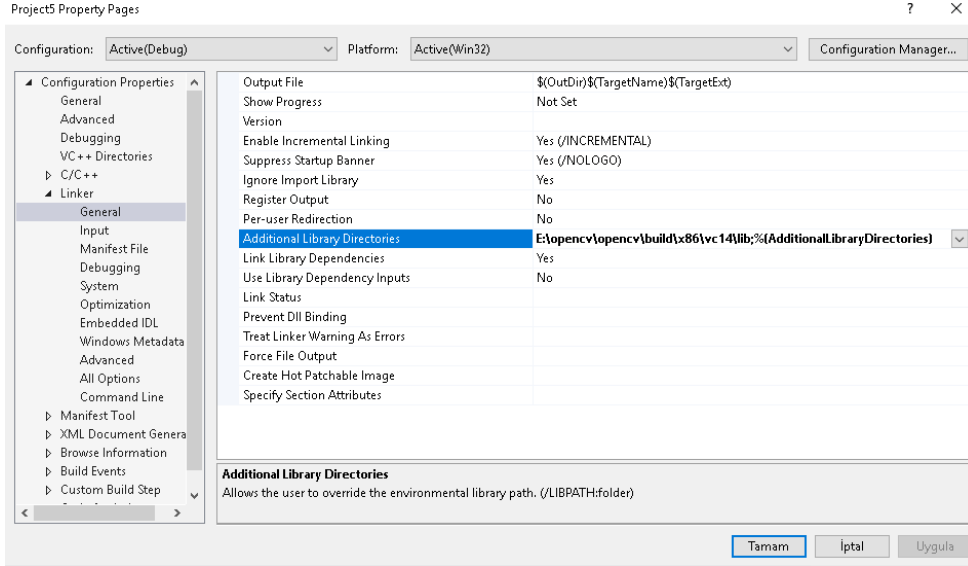 Project5 Property Pages
Configuration: Active(Debug) Platform: Active(Win32) Configuration Manager...
Configuration Properties
General
Advanced
Debugging
VC++ Directories
C/C++
Linker
General
Input
Manifest File
Debugging
System
Optimization
Embedded IDL
Windows Metadata
Advanced
All Options
Command Line
Manifest Tool
XML Document Genera
Browse Information
Build Events
Custom Build Step
Output File $(OutDir)$(TargetName)$(TargetExt)
Show Progress Not Set
Version
Enable Incremental Linking Yes (/INCREMENTAL)
Suppress Startup Banner Yes (/NOLOGO)
Ignore Import Library Yes
Register Output No
Per-user Redirection No
Additional Library Directories E:\opencv\opencv\build\x86\vc14\lib;%(AdditionalLibraryDirectories)
Link Library Dependencies Yes
Use Library Dependency Inputs No
Link Status
Prevent Dll Binding
Treat Linker Warning As Errors
Force File Output
Create Hot Patchable Image
Specify Section Attributes
Additional Library Directories
Allows the user to override the environmental library path. (/LIBPATH:folder)
Tamam İptal Uygula